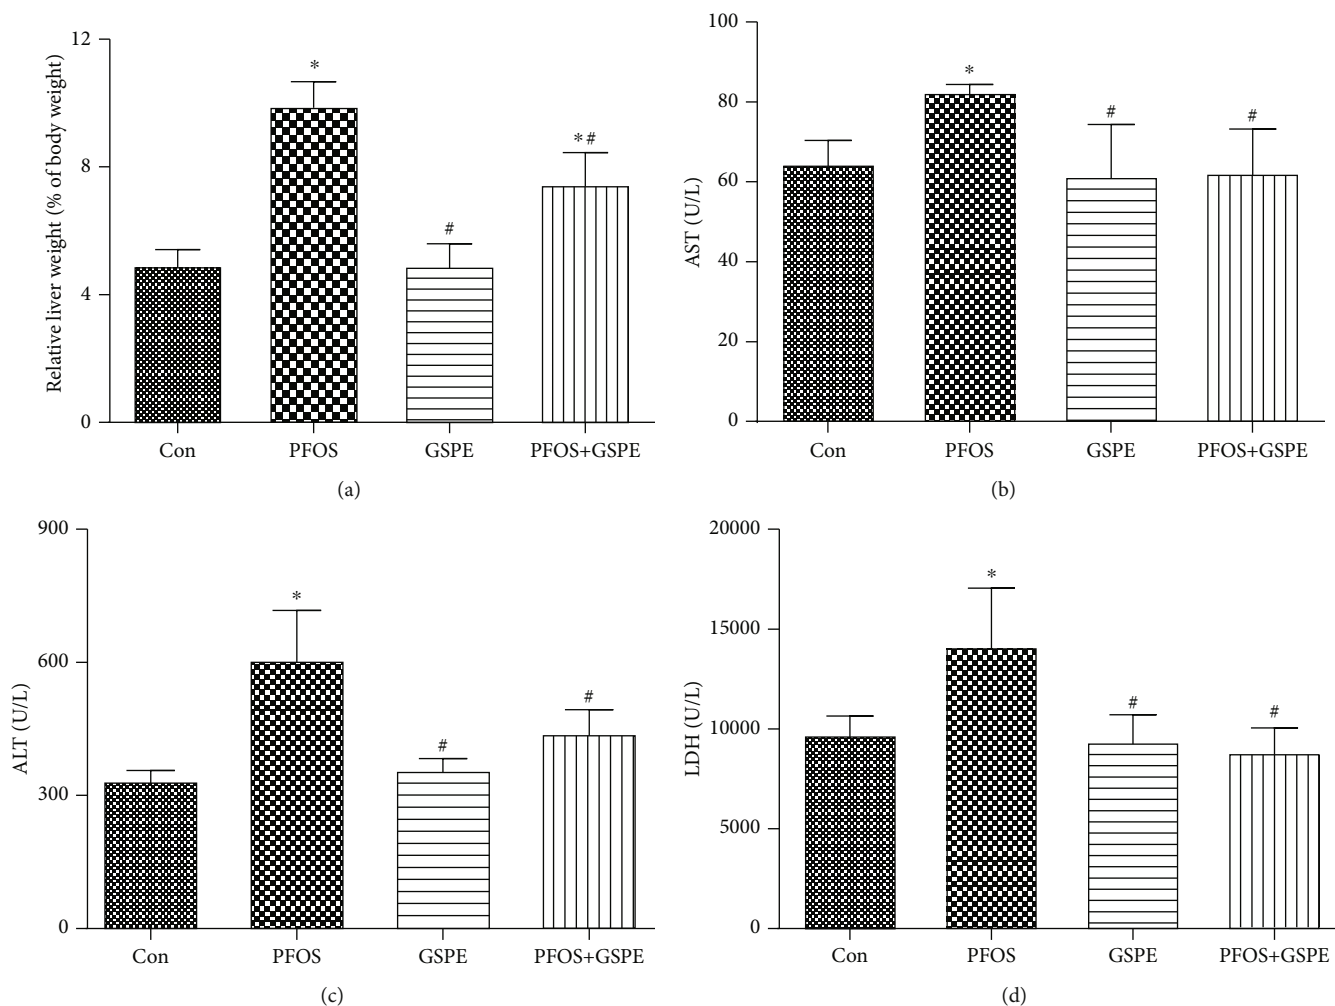 Relative liver weight (% of body weight)
12
8
4
0
*
#
*#
Con PFOS GSPE PFOS+GSPE
(a)
AST (U/L)
100
80
60
40
20
0
*
#
#
Con PFOS GSPE PFOS+GSPE
(b)
ALT (U/L)
900
600
300
0
*
#
#
Con PFOS GSPE PFOS+GSPE
(c)
LDH (U/L)
20000
15000
10000
5000
0
*
#
#
Con PFOS GSPE PFOS+GSPE
(d)